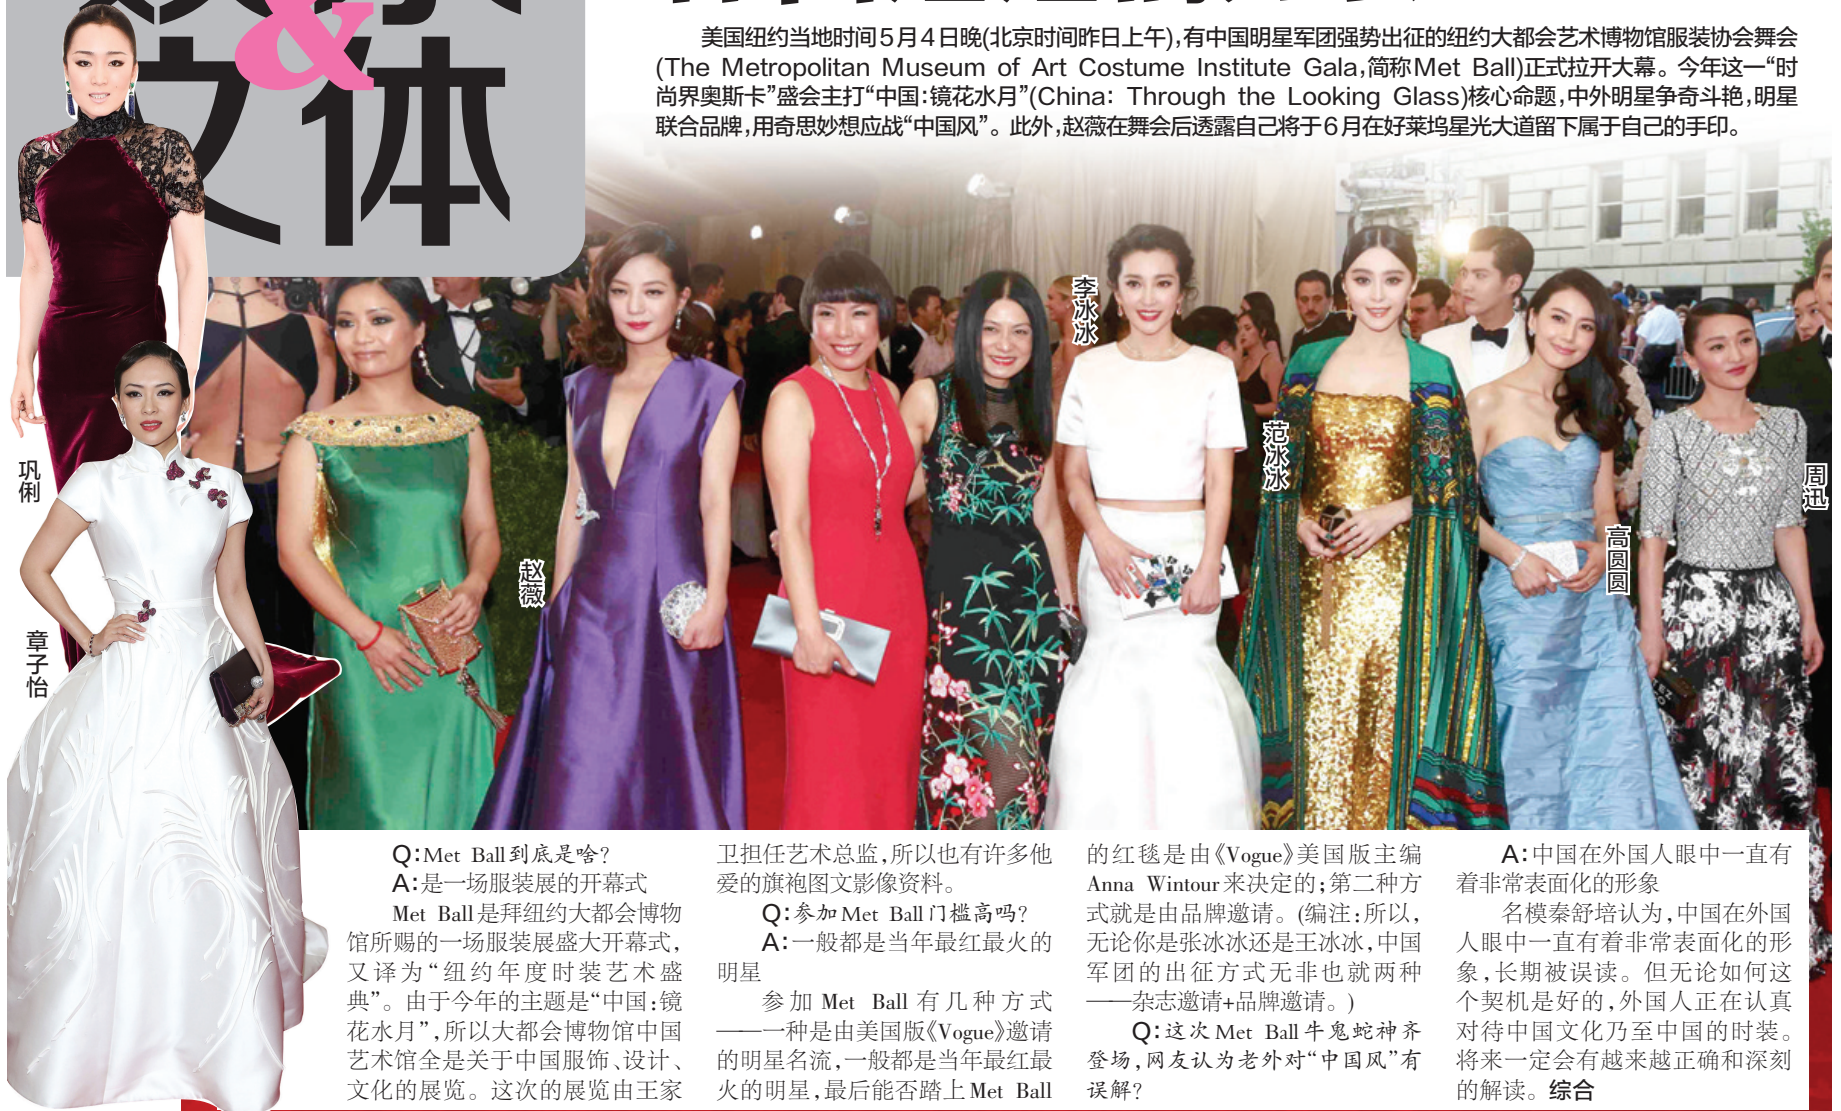 &
文体
美国纽约当地时间5月4日晚(北京时间昨日上午),有中国明星军团强势出征的纽约大都会艺术博物馆服装协会舞会
(The Metropolitan Museum of Art Costume Institute Gala,简称Met Ball)正式拉开大幕。今年这一“时
尚界奥斯卡”盛会主打“中国:镜花水月”(China: Through the Looking Glass)核心命题,中外明星争奇斗艳,明星
联合品牌,用奇思妙想应战“中国风”。此外,赵薇在舞会后透露自己将于6月在好莱坞星光大道留下属于自己的手印。
巩俐
章子怡
赵薇
李冰冰
范冰冰
高圆圆
周迅
Q:Met Ball到底是啥?
A:是一场服装展的开幕式
Met Ball是拜纽约大都会博物
馆所赐的一场服装展盛大开幕式,
又译为“纽约年度时装艺术盛
典”。由于今年的主题是“中国:镜
花水月”,所以大都会博物馆中国
艺术馆全是关于中国服饰、设计、
文化的展览。这次的展览由王家
卫担任艺术总监,所以也有许多他
爱的旗袍图文影像资料。
Q:参加Met Ball门槛高吗?
A:一般都是当年最红最火的
明星
参加 Met Ball 有几种方式
——一种是由美国版《Vogue》邀请
的明星名流,一般都是当年最红最
火的明星,最后能否踏上Met Ball
的红毯是由《Vogue》美国版主编
Anna Wintour来决定的;第二种方
式就是由品牌邀请。(编注:所以,
无论你是张冰冰还是王冰冰,中国
军团的出征方式无非也就两种
——杂志邀请+品牌邀请。)
Q:这次Met Ball牛鬼蛇神齐
登场,网友认为老外对“中国风”有
误解?
A:中国在外国人眼中一直有
着非常表面化的形象
名模秦舒培认为,中国在外国
人眼中一直有着非常表面化的形
象,长期被误读。但无论如何这
个契机是好的,外国人正在认真
对待中国文化乃至中国的时装。
将来一定会有越来越正确和深刻
的解读。综合